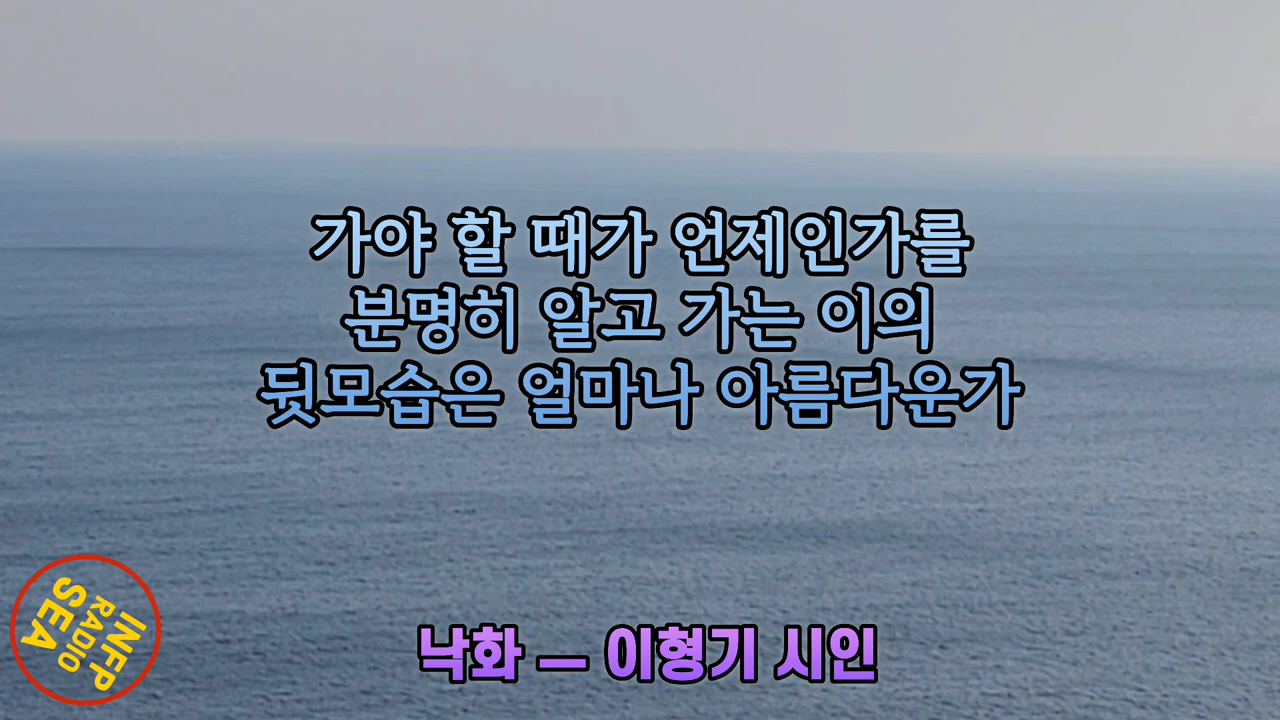 가야 할 때가 언제인가를
분명히 알고 가는 이의
뒷모습은 얼마나 아름다운가
낙화 – 이형기 시인
INFP
RADIO
SEA